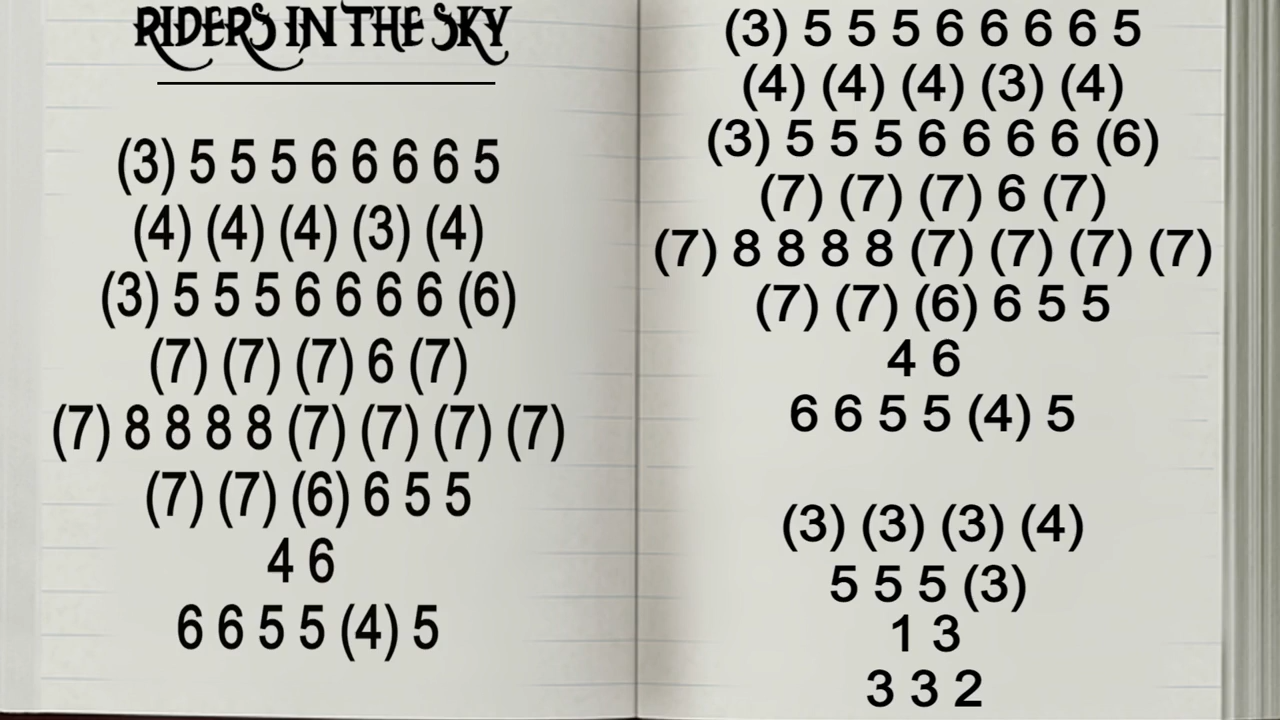 RIDERS IN THE SKY
(3) 5 5 5 6 6 6 6 5
(4) (4) (4) (3) (4)
(3) 5 5 5 6 6 6 6 (6)
(7) (7) (7) 6 (7)
(7) 8 8 8 8 (7) (7) (7) (7)
(7) (7) (6) 6 5 5
4 6
6 6 5 5 (4) 5
(3) 5 5 5 6 6 6 6 5
(4) (4) (4) (3) (4)
(3) 5 5 5 6 6 6 6 (6)
(7) (7) (7) 6 (7)
(7) 8 8 8 8 (7) (7) (7) (7)
(7) (7) (6) 6 5 5
4 6
6 6 5 5 (4) 5
(3) (3) (3) (4)
5 5 5 (3)
1 3
3 3 2